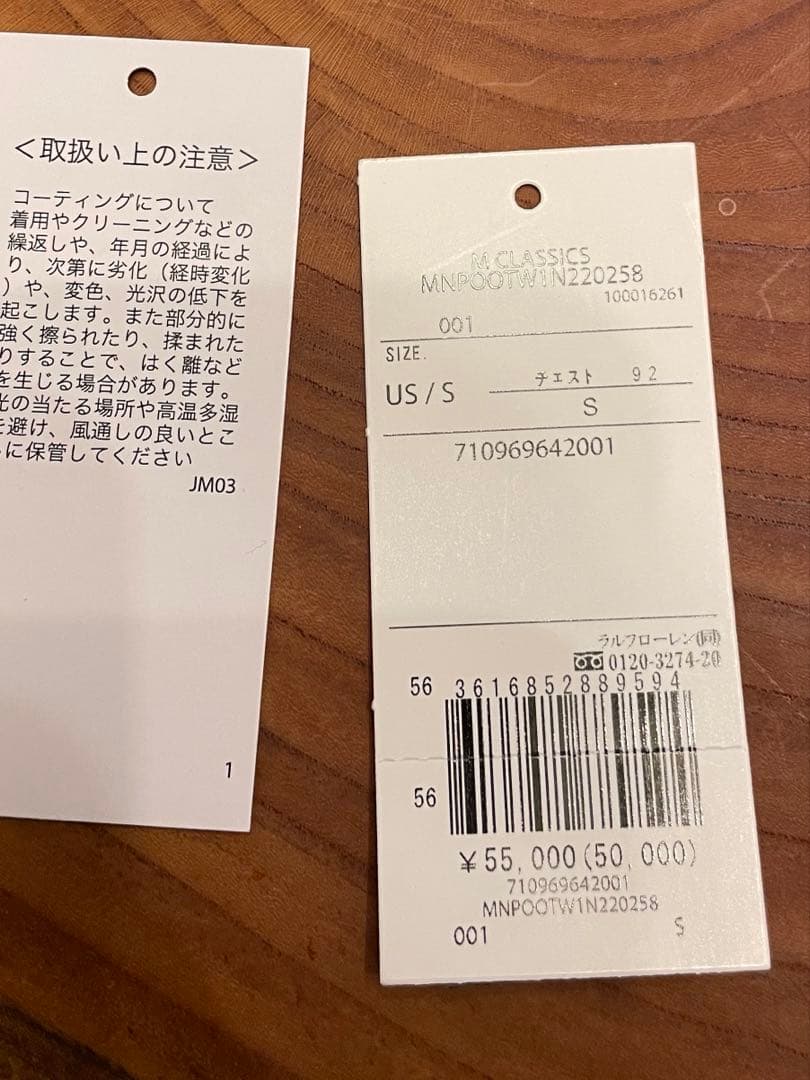 ＜取扱い上の注意＞
コーティングについて
着用やクリーニングなどの
繰返しや、年月の経過によ
り、次第に劣化（経時変化
）や、変色、光沢の低下を
起こします。また部分的に
強く擦られたり、揉まれた
りすることで、はく離など
を生じる場合があります。
光の当たる場所や高温多湿
を避け、風通しの良いとこ
に保管してください
JM03
1
M CLASSICS
MNPOOTW1N220258
100016261
001
SIZE.
US / S
チェスト 92
S
710969642001
ラルフローレン(同)
0120-3274-20
56 3616852889594
56
￥55,000(50,000)
710969642001
MNPOOTW1N220258
001 S